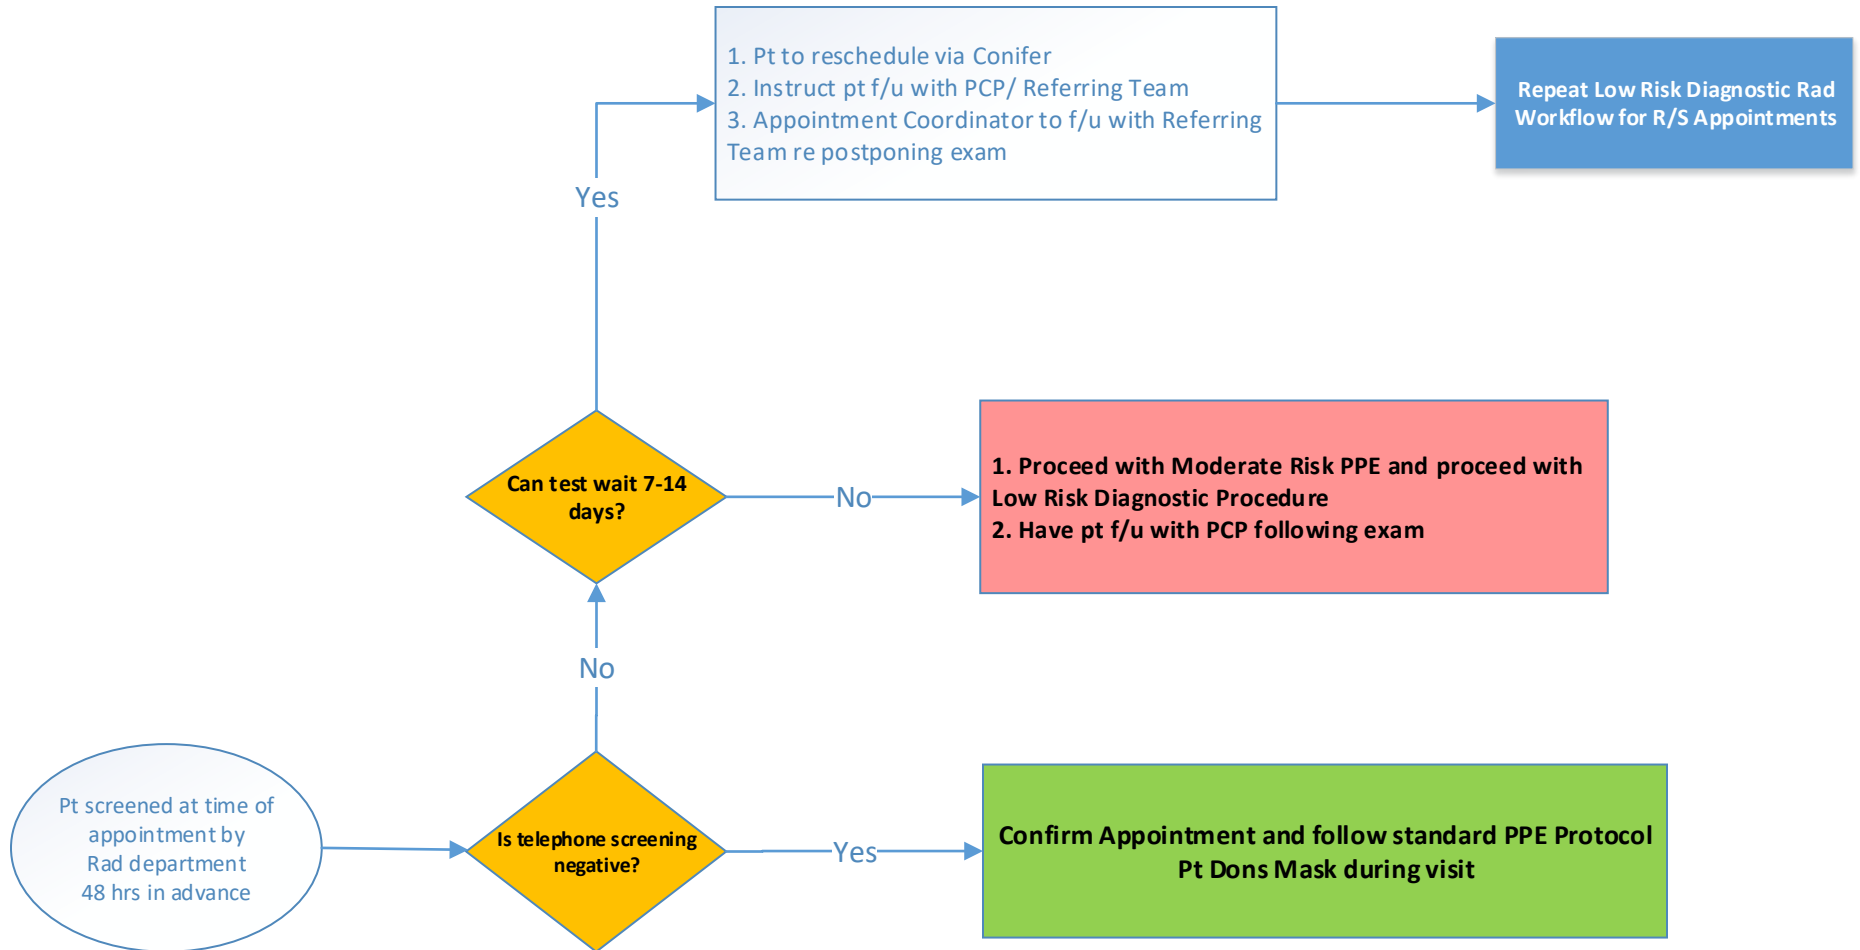 1. Pt to reschedule via Conifer
2. Instruct pt f/u with PCP/ Referring Team
3. Appointment Coordinator to f/u with Referring
Team re postponing exam
Repeat Low Risk Diagnostic Rad
Workflow for R/S Appointments
Yes
Can test wait 7-14
days?
No
1. Proceed with Moderate Risk PPE and proceed with
Low Risk Diagnostic Procedure
2. Have pt f/u with PCP following exam
No
Pt screened at time of
appointment by
Rad department
48 hrs in advance
Is telephone screening
negative?
Yes
Confirm Appointment and follow standard PPE Protocol
Pt Dons Mask during visit